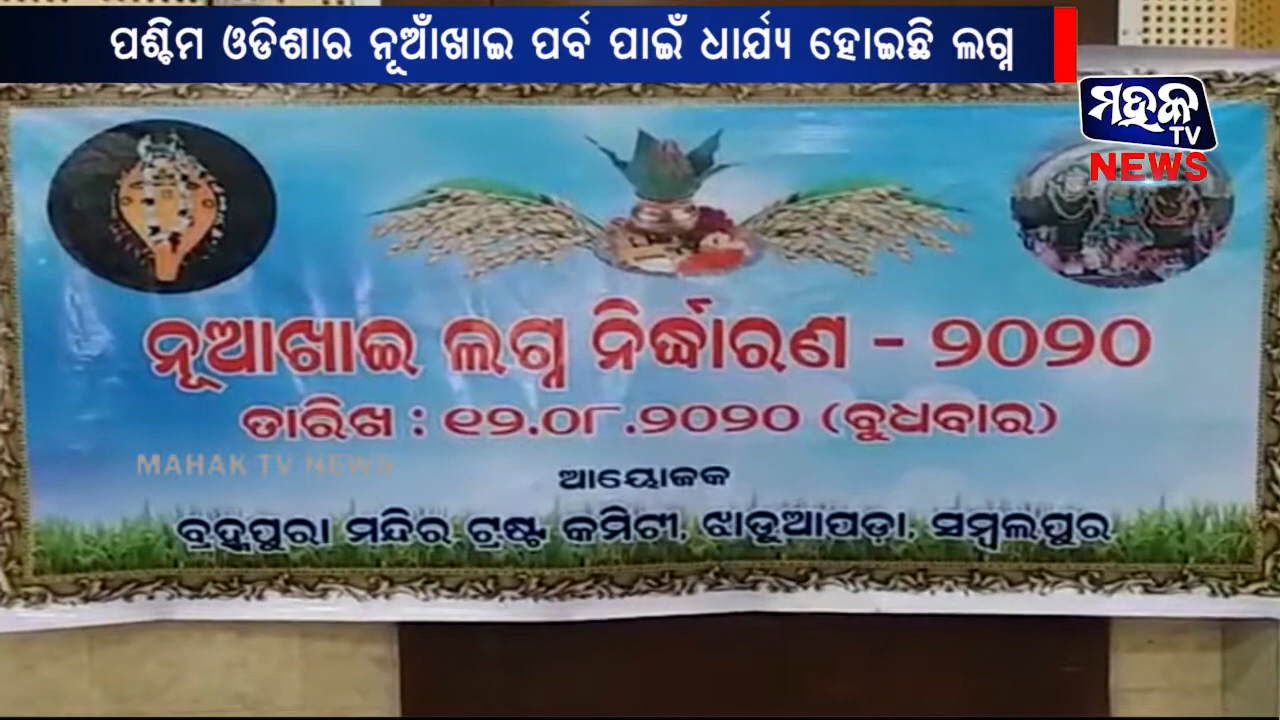 ପଶ୍ଚିମ ଓଡିଶାର ନୂଆଁଖାଇ ପର୍ବ ପାଇଁ ଧାର୍ଯ୍ୟ ହୋଇଛି ଲଗ୍ନ
ମହକ
TV
NEWS
ନୂଆଖାଇ ଲଗ୍ନ ନିର୍ଦ୍ଧାରଣ - ୨୦୨୦
ତାରିଖ : ୧୨.୦୮.୨୦୨୦ (ବୁଧବାର)
MAHAK TV NEWS
ଆୟୋଜକ
ବ୍ରହ୍ମପୁରା ମନ୍ଦିର ଟ୍ରଷ୍ଟ କମିଟୀ, ଝାଡୁଆପଡ଼ା, ସମ୍ବଲପୁର